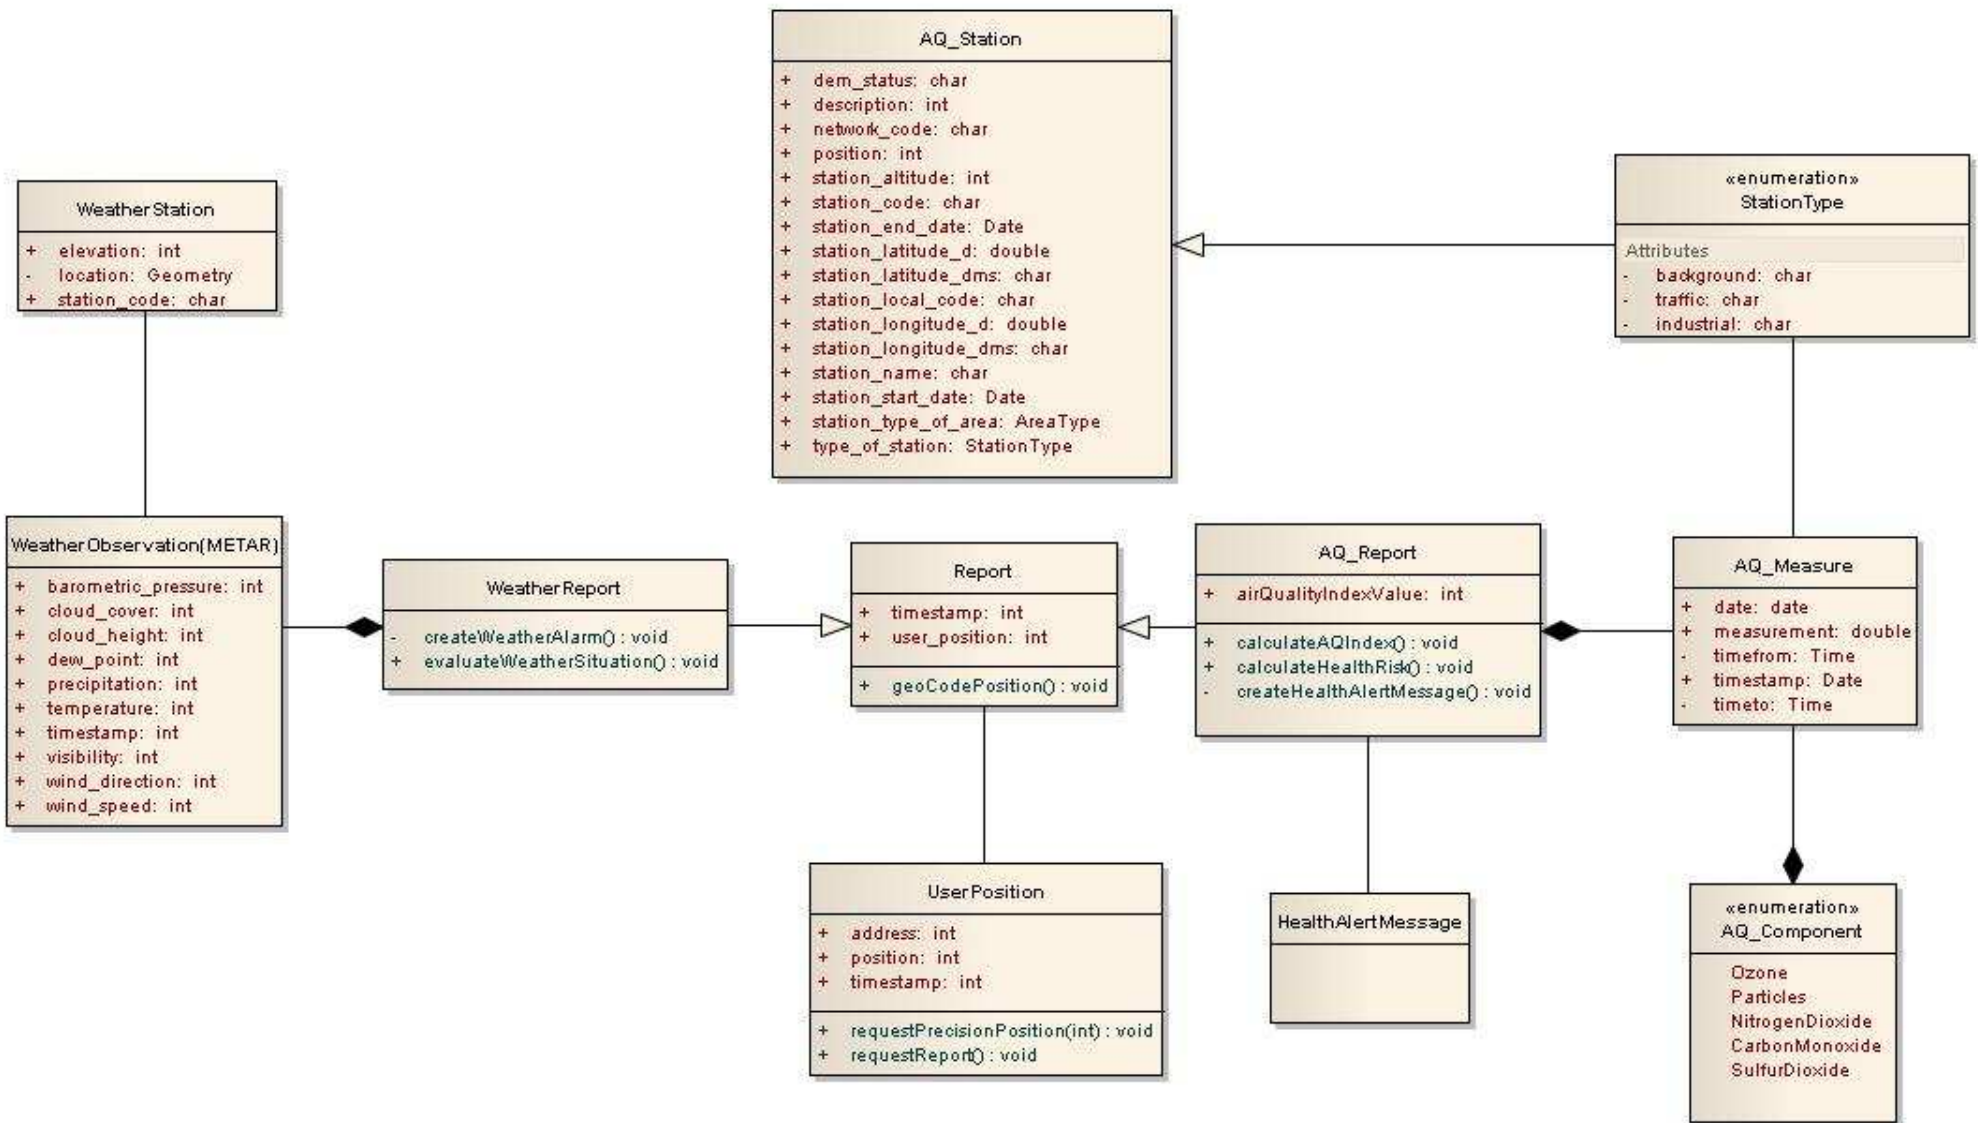 AQ_Station
+ dem_status: char
+ description: int
+ network_code: char
+ position: int
+ station_altitude: int
+ station_code: char
+ station_end_date: Date
+ station_latitude_d: double
+ station_latitude_dms: char
+ station_local_code: char
+ station_longitude_d: double
+ station_longitude_dms: char
+ station_name: char
+ station_start_date: Date
+ station_type_of_area: AreaType
+ type_of_station: StationType
«enumeration»
StationType
Attributes
- background: char
- traffic: char
- industrial: char
WeatherStation
+ elevation: int
- location: Geometry
+ station_code: char
WeatherObservation(METAR)
+ barometric_pressure: int
+ cloud_cover: int
+ cloud_height: int
+ dew_point: int
+ precipitation: int
+ temperature: int
+ timestamp: int
+ visibility: int
+ wind_direction: int
+ wind_speed: int
WeatherReport
- createWeatherAlarm() : void
+ evaluateWeatherSituation() : void
Report
+ timestamp: int
+ user_position: int
+ geoCodePosition() : void
AQ_Report
+ airQualityIndexValue: int
+ calculateAQIndex() : void
+ calculateHealthRisk() : void
- createHealthAlertMessage() : void
AQ_Measure
+ date: date
+ measurement: double
- timefrom: Time
+ timestamp: Date
- timeto: Time
UserPosition
+ address: int
+ position: int
+ timestamp: int
+ requestPrecisionPosition(int) : void
+ requestReport() : void
HealthAlertMessage
«enumeration»
AQ_Component
Ozone
Particles
NitrogenDioxide
CarbonMonoxide
SulfurDioxide